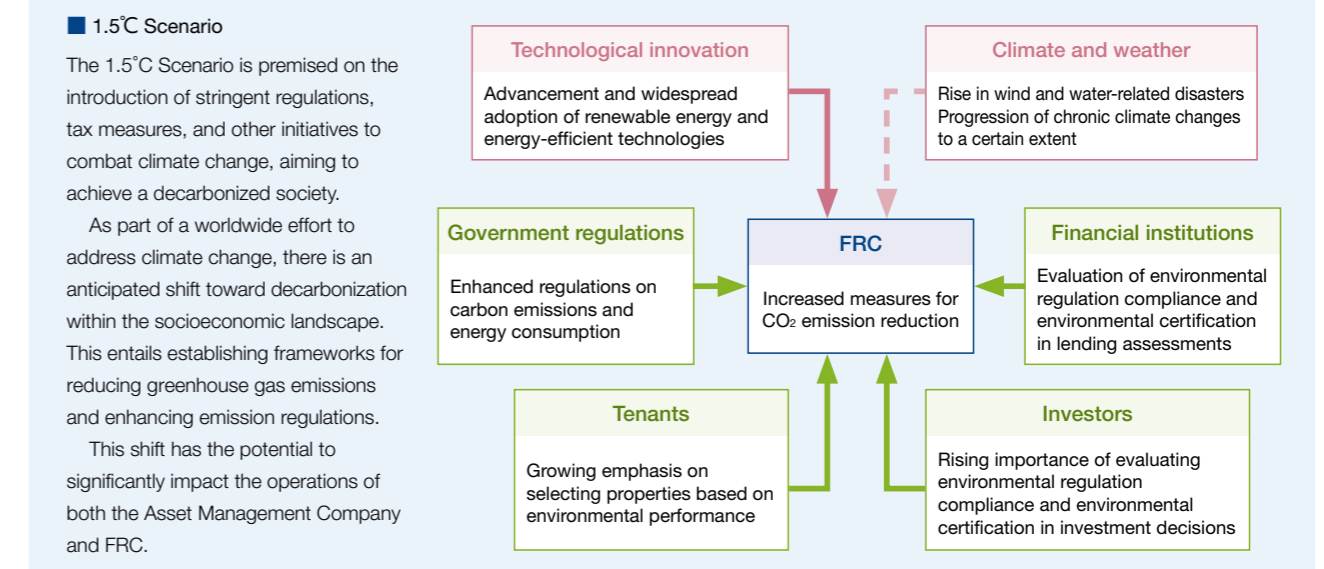 ■ 1.5℃ Scenario
The 1.5˚C Scenario is premised on the
introduction of stringent regulations,
tax measures, and other initiatives to
combat climate change, aiming to
achieve a decarbonized society.
As part of a worldwide effort to
address climate change, there is an
anticipated shift toward decarbonization
within the socioeconomic landscape.
This entails establishing frameworks for
reducing greenhouse gas emissions
and enhancing emission regulations.
This shift has the potential to
significantly impact the operations of
both the Asset Management Company
and FRC.
Technological innovation
Advancement and widespread
adoption of renewable energy and
energy-efficient technologies
Climate and weather
Rise in wind and water-related disasters
Progression of chronic climate changes
to a certain extent
Government regulations
Enhanced regulations on
carbon emissions and
energy consumption
FRC
Increased measures for
CO₂ emission reduction
Financial institutions
Evaluation of environmental
regulation compliance and
environmental certification
in lending assessments
Tenants
Growing emphasis on
selecting properties based on
environmental performance
Investors
Rising importance of evaluating
environmental regulation
compliance and environmental
certification in investment decisions